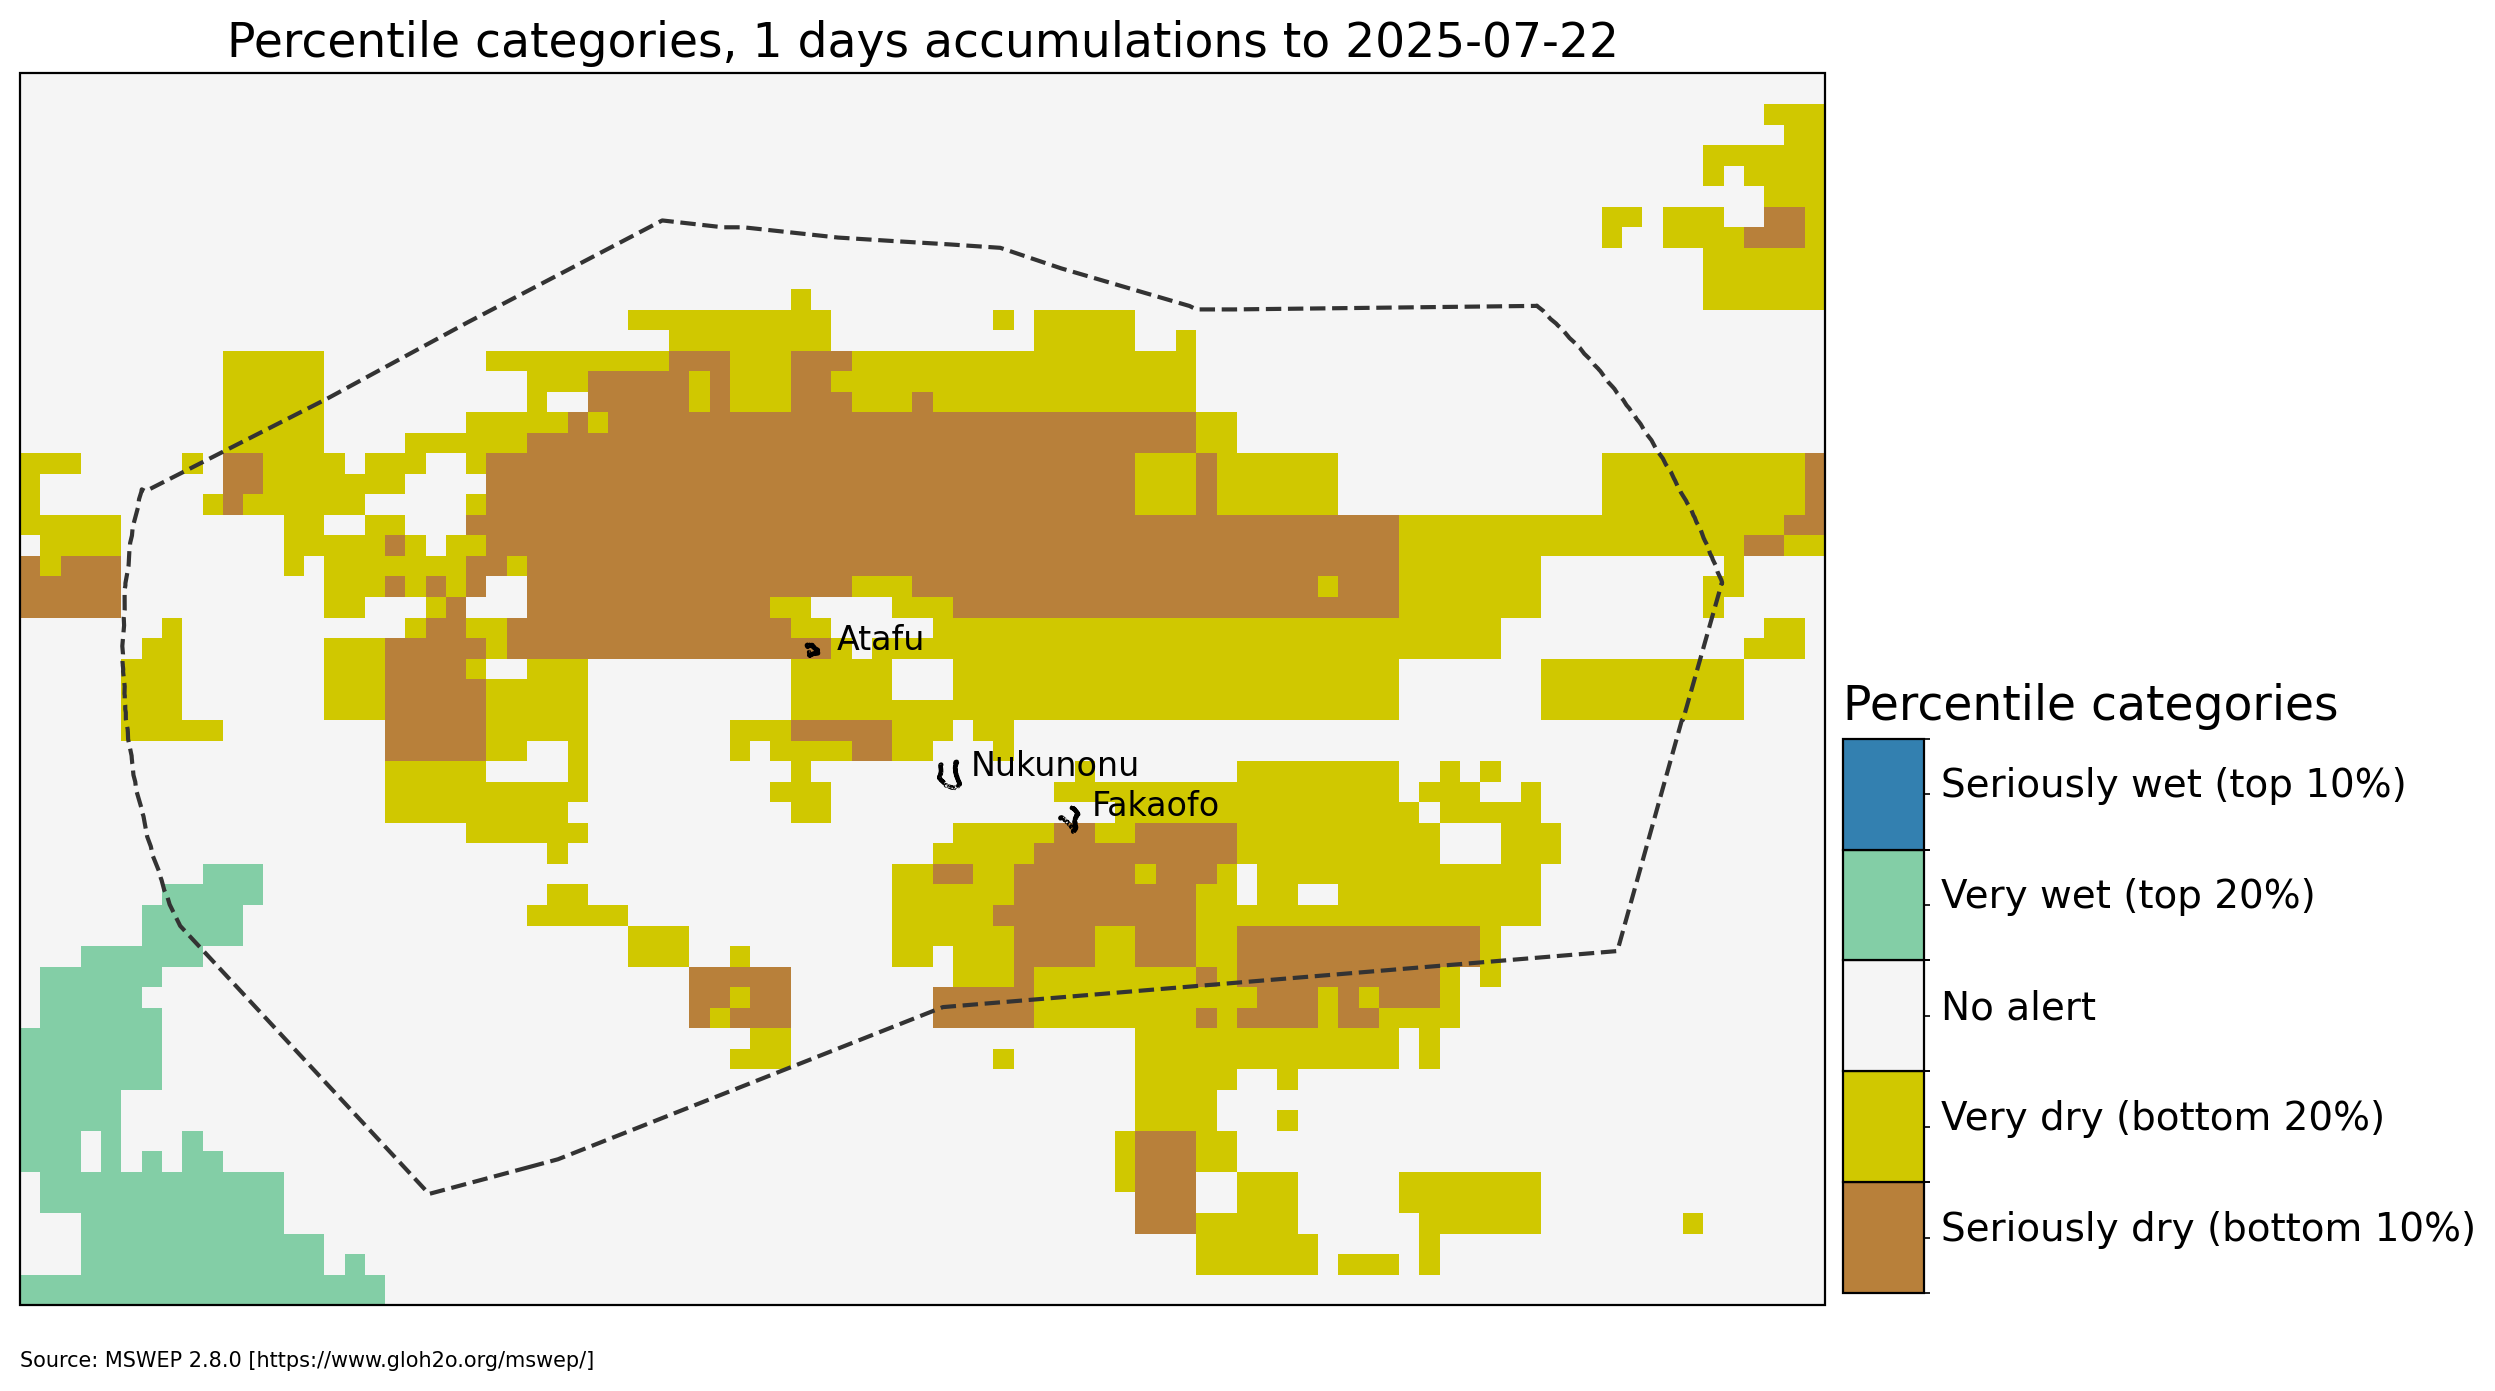 Percentile categories, 1 days accumulations to 2025-07-22
Atafu
Nukunonu
Fakaofo
Percentile categories
Seriously wet (top 10%)
Very wet (top 20%)
No alert
Very dry (bottom 20%)
Seriously dry (bottom 10%)
Source: MSWEP 2.8.0 [https://www.gloh2o.org/mswep/]